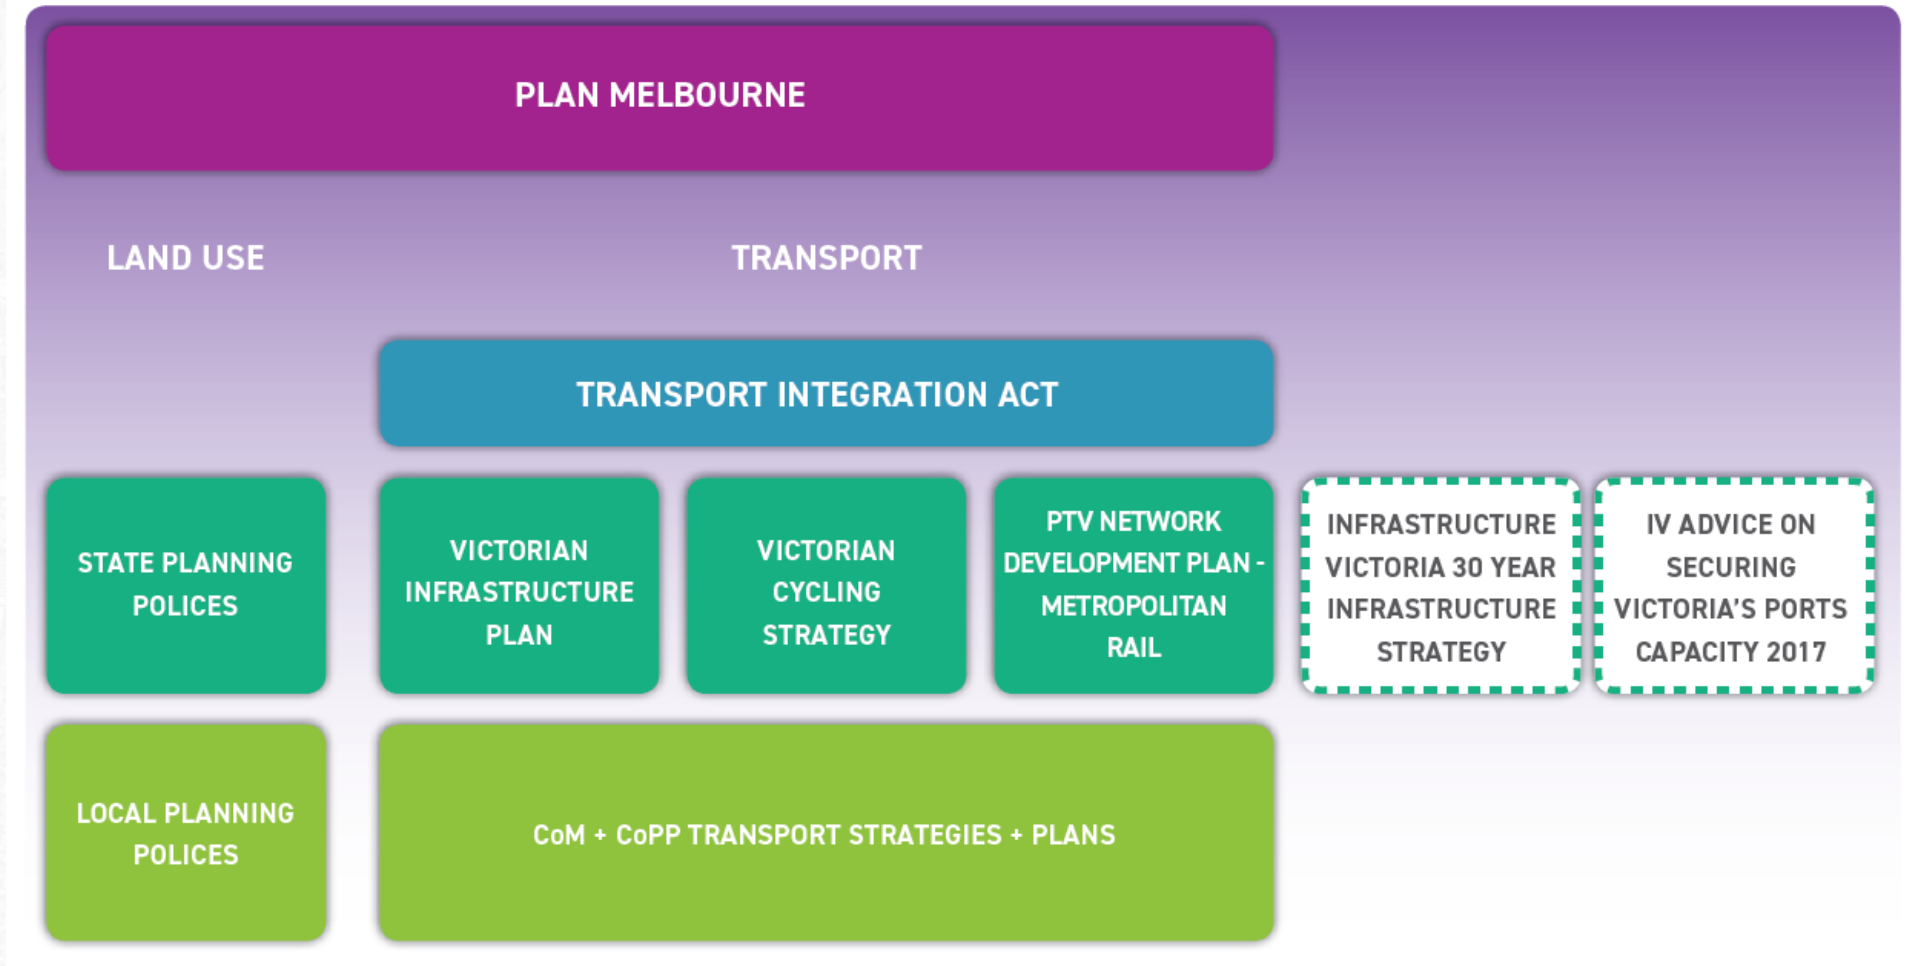 PLAN MELBOURNE
LAND USE
TRANSPORT
TRANSPORT INTEGRATION ACT
STATE PLANNING
POLICES
VICTORIAN
INFRASTRUCTURE
PLAN
VICTORIAN
CYCLING
STRATEGY
PTV NETWORK
DEVELOPMENT PLAN -
METROPOLITAN
RAIL
INFRASTRUCTURE
VICTORIA 30 YEAR
INFRASTRUCTURE
STRATEGY
IV ADVICE ON
SECURING
VICTORIA'S PORTS
CAPACITY 2017
LOCAL PLANNING
POLICES
CoM + CoPP TRANSPORT STRATEGIES + PLANS